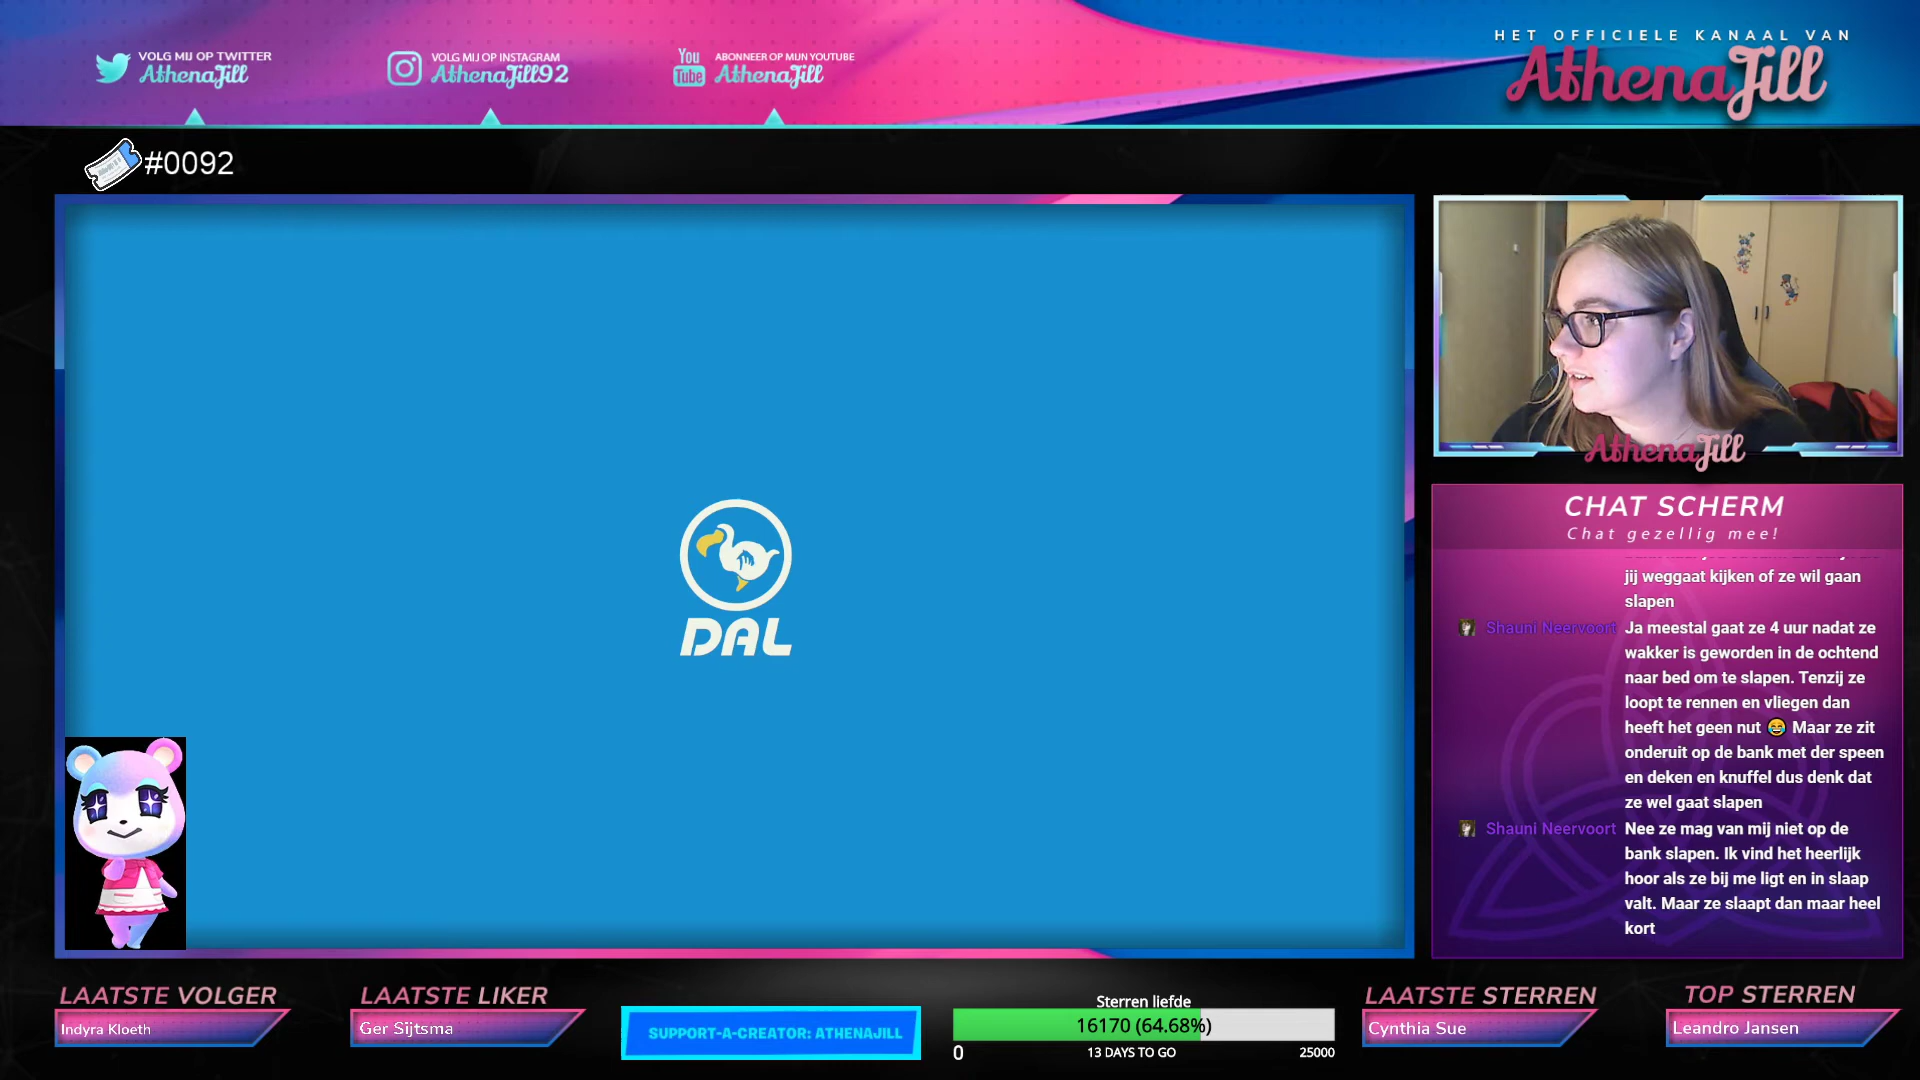 HET OFFICIELE KANAAL VAN
AthenaJill
VOLG MIJ OP TWITTER
AthenaJill
VOLG MIJ OP INSTAGRAM
AthenaJill92
You
Tube
ABONNEER OP MIJN YOUTUBE
AthenaJill
#0092
DAL
AthenaJill
CHAT SCHERM
Chat gezellig mee!
jij weggaat kijken of ze wil gaan
slapen
Shauni Neervoort Ja meestal gaat ze 4 uur nadat ze
wakker is geworden in de ochtend
naar bed om te slapen. Tenzij ze
loopt te rennen en vliegen dan
heeft het geen nut 😂 Maar ze zit
onderuit op de bank met der speen
en deken en knuffel dus denk dat
ze wel gaat slapen
Shauni Neervoort Nee ze mag van mij niet op de
bank slapen. Ik vind het heerlijk
hoor als ze bij me ligt en in slaap
valt. Maar ze slaapt dan maar heel
kort
LAATSTE VOLGER
Indyra Kloeth
LAATSTE LIKER
Ger Sijtsma
SUPPORT-A-CREATOR: ATHENAJILL
Sterren liefde
16170 (64.68%)
0
13 DAYS TO GO
25000
LAATSTE STERREN
Cynthia Sue
TOP STERREN
Leandro Jansen